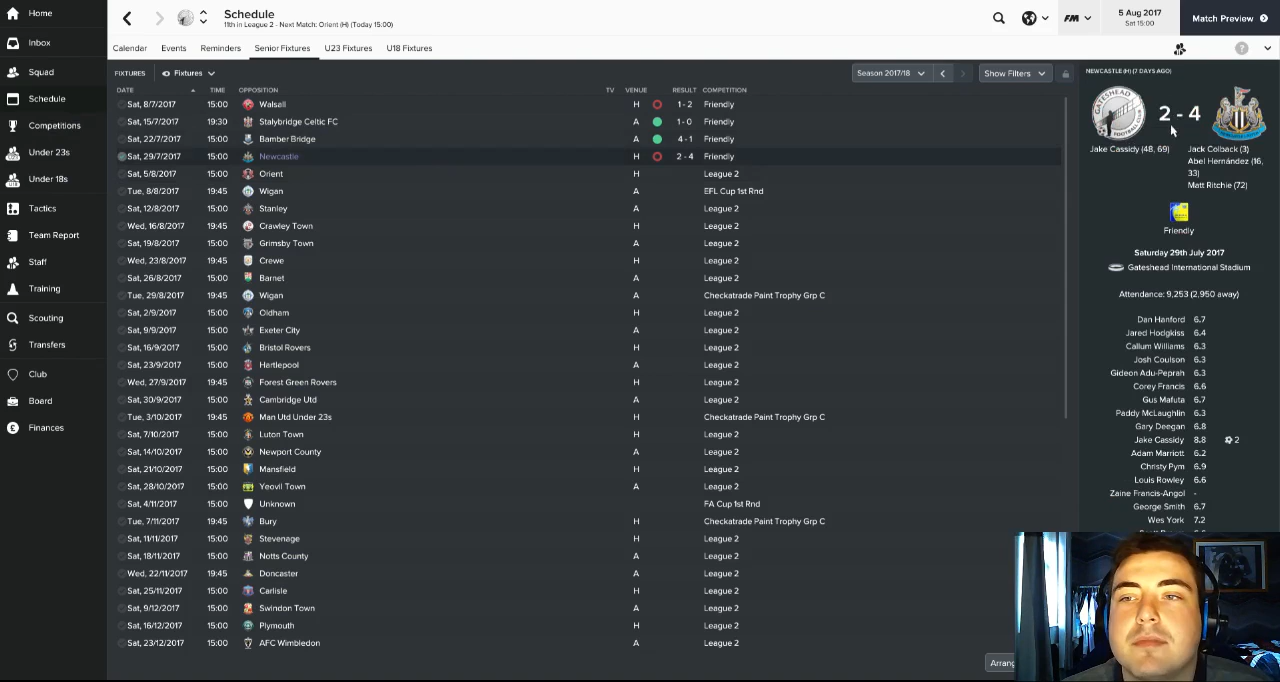 Home
Inbox
Squad
Schedule
Competitions
Under 23s
Under 18s
Tactics
Team Report
Staff
Training
Scouting
Transfers
Club
Board
Finances
Schedule
11th in League 2 - Next Match: Orient (H) (Today 15:00)
FM
5 Aug 2017
Sat 15:00
Match Preview
Calendar Events Reminders Senior Fixtures U23 Fixtures U18 Fixtures
FIXTURES Fixtures Season 2017/18 Show Filters
DATE TIME OPPOSITION TV VENUE RESULT COMPETITION
Sat, 8/7/2017 15:00 Walsall H 1 - 2 Friendly
Sat, 15/7/2017 19:30 Stalybridge Celtic FC A 1 - 0 Friendly
Sat, 22/7/2017 15:00 Bamber Bridge A 4 - 1 Friendly
Sat, 29/7/2017 15:00 Newcastle H 2 - 4 Friendly
Sat, 5/8/2017 15:00 Orient H League 2
Tue, 8/8/2017 19:45 Wigan A EFL Cup 1st Rnd
Sat, 12/8/2017 15:00 Stanley A League 2
Wed, 16/8/2017 19:45 Crawley Town H League 2
Sat, 19/8/2017 15:00 Grimsby Town A League 2
Wed, 23/8/2017 19:45 Crewe H League 2
Sat, 26/8/2017 15:00 Barnet A League 2
Tue, 29/8/2017 19:45 Wigan A Checkatrade Paint Trophy Grp C
Sat, 2/9/2017 15:00 Oldham H League 2
Sat, 9/9/2017 15:00 Exeter City A League 2
Sat, 16/9/2017 15:00 Bristol Rovers H League 2
Sat, 23/9/2017 15:00 Hartlepool A League 2
Wed, 27/9/2017 19:45 Forest Green Rovers H League 2
Sat, 30/9/2017 15:00 Cambridge Utd A League 2
Tue, 3/10/2017 19:45 Man Utd Under 23s H Checkatrade Paint Trophy Grp C
Sat, 7/10/2017 15:00 Luton Town H League 2
Sat, 14/10/2017 15:00 Newport County A League 2
Sat, 21/10/2017 15:00 Mansfield H League 2
Sat, 28/10/2017 15:00 Yeovil Town A League 2
Sat, 4/11/2017 15:00 Unknown FA Cup 1st Rnd
Tue, 7/11/2017 19:45 Bury H Checkatrade Paint Trophy Grp C
Sat, 11/11/2017 15:00 Stevenage H League 2
Sat, 18/11/2017 15:00 Notts County A League 2
Wed, 22/11/2017 19:45 Doncaster A League 2
Sat, 25/11/2017 15:00 Carlisle H League 2
Sat, 9/12/2017 15:00 Swindon Town A League 2
Sat, 16/12/2017 15:00 Plymouth H League 2
Sat, 23/12/2017 15:00 AFC Wimbledon A League 2
NEWCASTLE (H) (7 DAYS AGO)
GATESHEAD
2 - 4
Jake Cassidy (48, 69)
Jack Colback (3)
Abel Hernández (16,
33)
Matt Ritchie (72)
Friendly
Saturday 29th July 2017
Gateshead International Stadium
Attendance: 9,253 (2,950 away)
Dan Hanford 6.7
Jared Hodgkiss 6.4
Callum Williams 6.3
Josh Coulson 6.3
Gideon Adu-Peprah 6.3
Corey Francis 6.6
Gus Mafuta 6.7
Paddy McLaughlin 6.3
Gary Deegan 6.8
Jake Cassidy 8.8 2
Adam Marriott 6.2
Christy Pym 6.9
Louis Rowley 6.6
Zaine Francis-Angol -
George Smith 6.7
Wes York 7.2